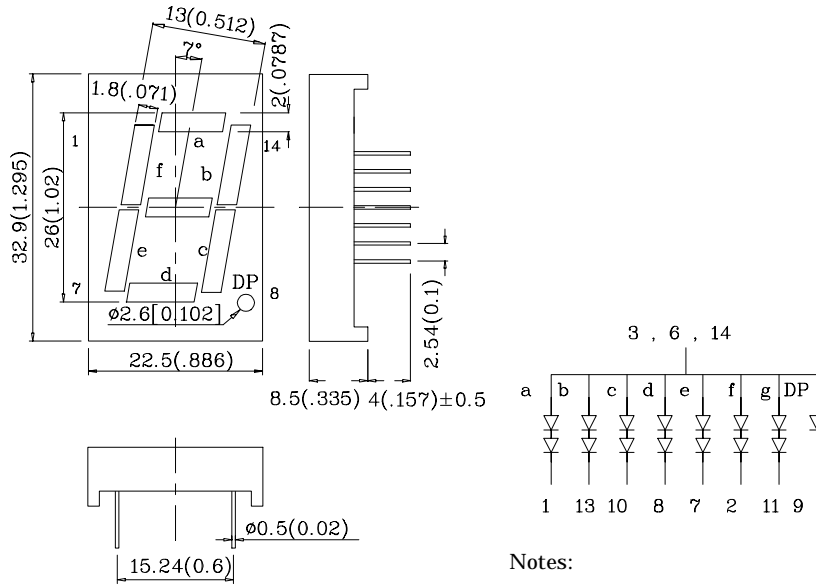 13(0.512)
7°
2(.0787)
1.8(.071)
1
a
14
f
b
32.9(1.295)
26(1.02)
e
c
d
DP
7
8
ø2.6[0.102]
22.5(.886)
2.54(0.1)
8.5(.335) 4(.157)±0.5
3 , 6 , 14
a b c d e f g DP
1 13 10 8 7 2 11 9
ø0.5(0.02)
15.24(0.6)
Notes: